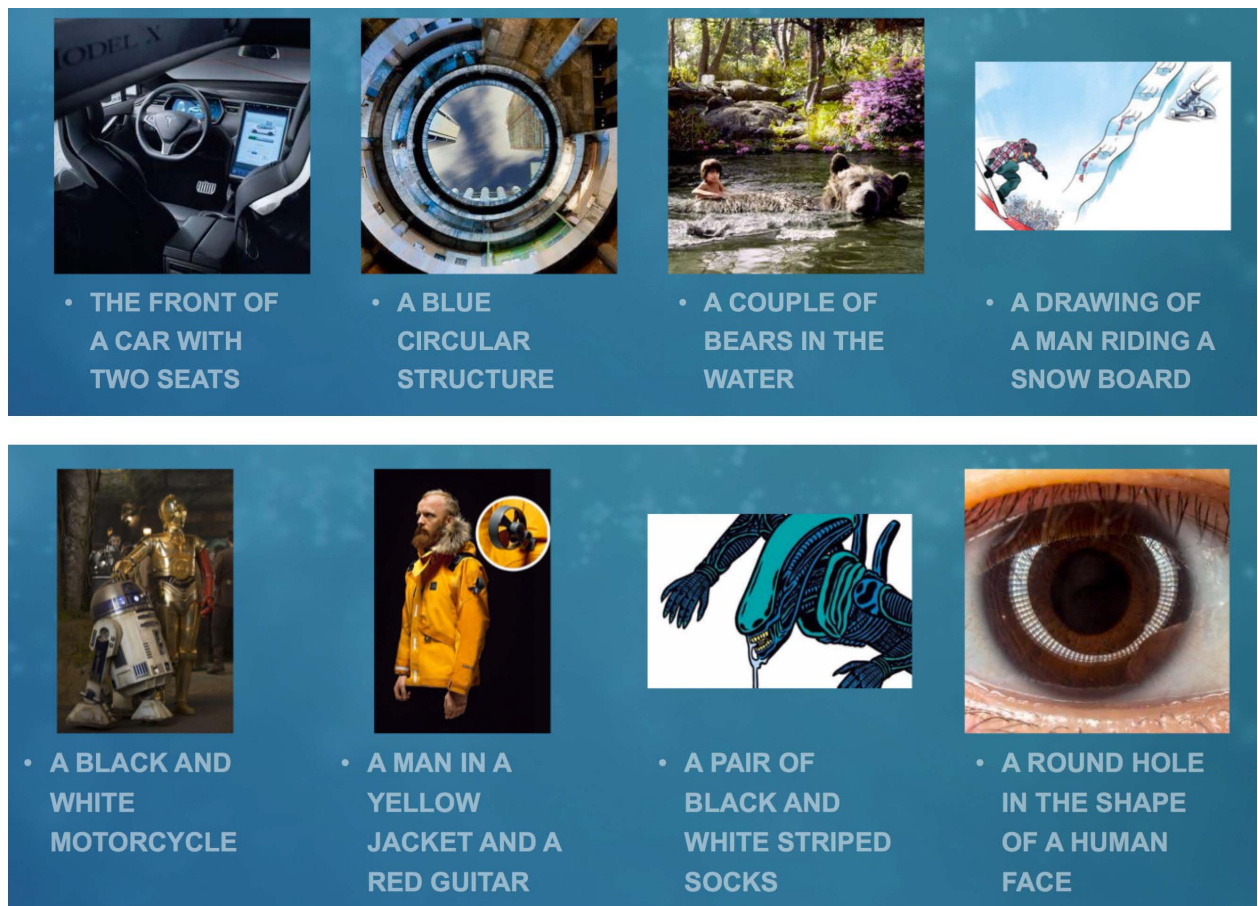 MODEL X
• THE FRONT OF
A CAR WITH
TWO SEATS
• A BLUE
CIRCULAR
STRUCTURE
• A COUPLE OF
BEARS IN THE
WATER
• A DRAWING OF
A MAN RIDING A
SNOW BOARD
• A BLACK AND
WHITE
MOTORCYCLE
• A MAN IN A
YELLOW
JACKET AND A
RED GUITAR
• A PAIR OF
BLACK AND
WHITE STRIPED
SOCKS
• A ROUND HOLE
IN THE SHAPE
OF A HUMAN
FACE